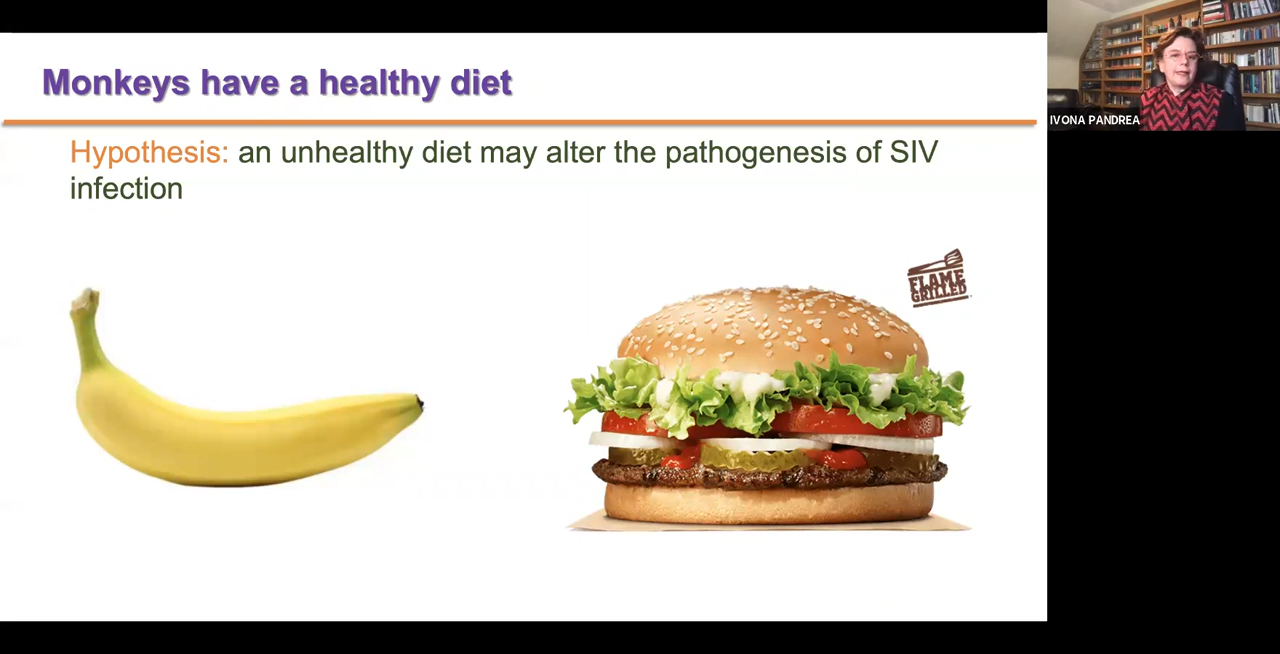 Monkeys have a healthy diet
Hypothesis: an unhealthy diet may alter the pathogenesis of SIV
infection
FLAME
GRILLED
IVONA PANDREA